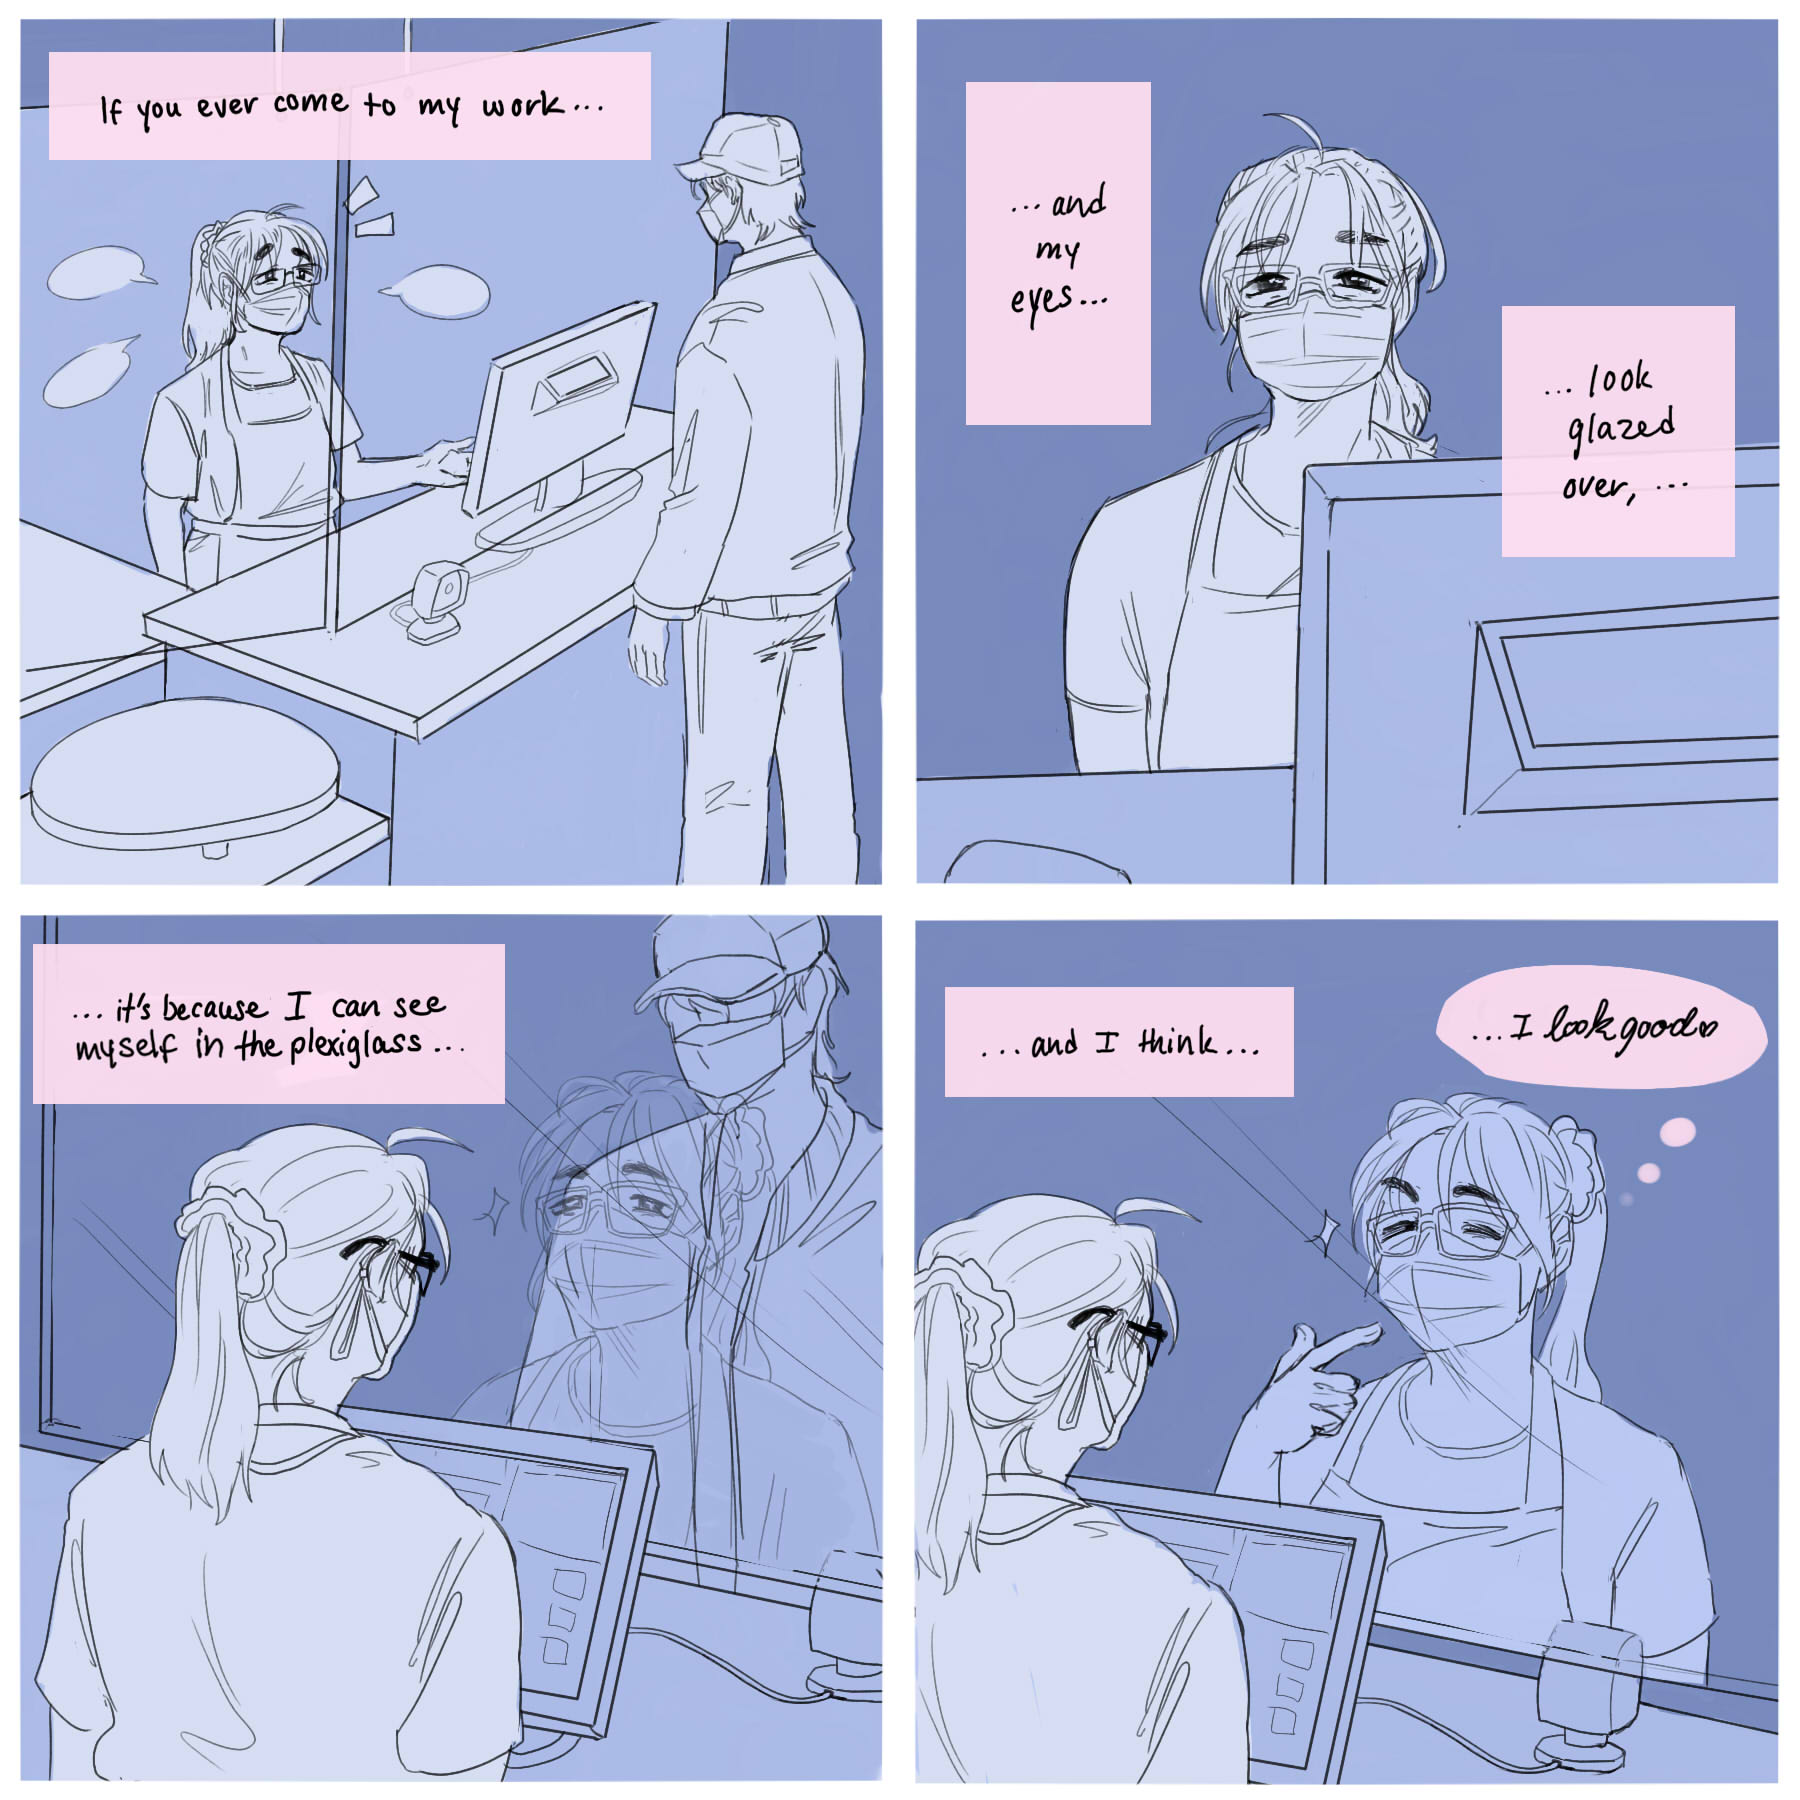 If you ever come to my work...
...and
my
eyes...
...look
glazed
over, ...
...it's because I can see
myself in the plexiglass...
...and I think...
...I look good♡